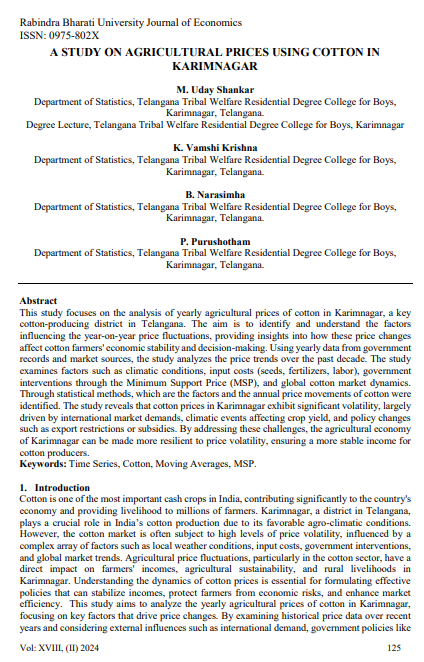 Rabindra Bharati University Journal of Economics
ISSN: 0975-802X
A STUDY ON AGRICULTURAL PRICES USING COTTON IN
KARIMNAGAR
M. Uday Shankar
Department of Statistics, Telangana Tribal Welfare Residential Degree College for Boys,
Karimnagar, Telangana.
Degree Lecture, Telangana Tribal Welfare Residential Degree College for Boys, Karimnagar
K. Vamshi Krishna
Department of Statistics, Telangana Tribal Welfare Residential Degree College for Boys,
Karimnagar, Telangana.
B. Narasimha
Department of Statistics, Telangana Tribal Welfare Residential Degree College for Boys,
Karimnagar, Telangana.
P. Purushotham
Department of Statistics, Telangana Tribal Welfare Residential Degree College for Boys,
Karimnagar, Telangana.
Abstract
This study focuses on the analysis of yearly agricultural prices of cotton in Karimnagar, a key
cotton-producing district in Telangana. The aim is to identify and understand the factors
influencing the year-on-year price fluctuations, providing insights into how these price changes
affect cotton farmers' economic stability and decision-making. Using yearly data from government
records and market sources, the study analyzes the price trends over the past decade. The study
examines factors such as climatic conditions, input costs (seeds, fertilizers, labor), government
interventions through the Minimum Support Price (MSP), and global cotton market dynamics.
Through statistical methods, which are the factors and the annual price movements of cotton were
identified. The study reveals that cotton prices in Karimnagar exhibit significant volatility, largely
driven by international market demands, climatic events affecting crop yield, and policy changes
such as export restrictions or subsidies. By addressing these challenges, the agricultural economy
of Karimnagar can be made more resilient to price volatility, ensuring a more stable income for
cotton producers.
Keywords: Time Series, Cotton, Moving Averages, MSP.
1. Introduction
Cotton is one of the most important cash crops in India, contributing significantly to the country's
economy and providing livelihood to millions of farmers. Karimnagar, a district in Telangana,
plays a crucial role in India's cotton production due to its favorable agro-climatic conditions.
However, the cotton market is often subject to high levels of price volatility, influenced by a
complex array of factors such as local weather conditions, input costs, government interventions,
and global market trends. Agricultural price fluctuations, particularly in the cotton sector, have a
direct impact on farmers' incomes, agricultural sustainability, and rural livelihoods in
Karimnagar. Understanding the dynamics of cotton prices is essential for formulating effective
policies that can stabilize incomes, protect farmers from economic risks, and enhance market
efficiency. This study aims to analyze the yearly agricultural prices of cotton in Karimnagar,
focusing on key factors that drive price changes. By examining historical price data over recent
years and considering external influences such as international demand, government policies like
Vol: XVIII, (II) 2024
125